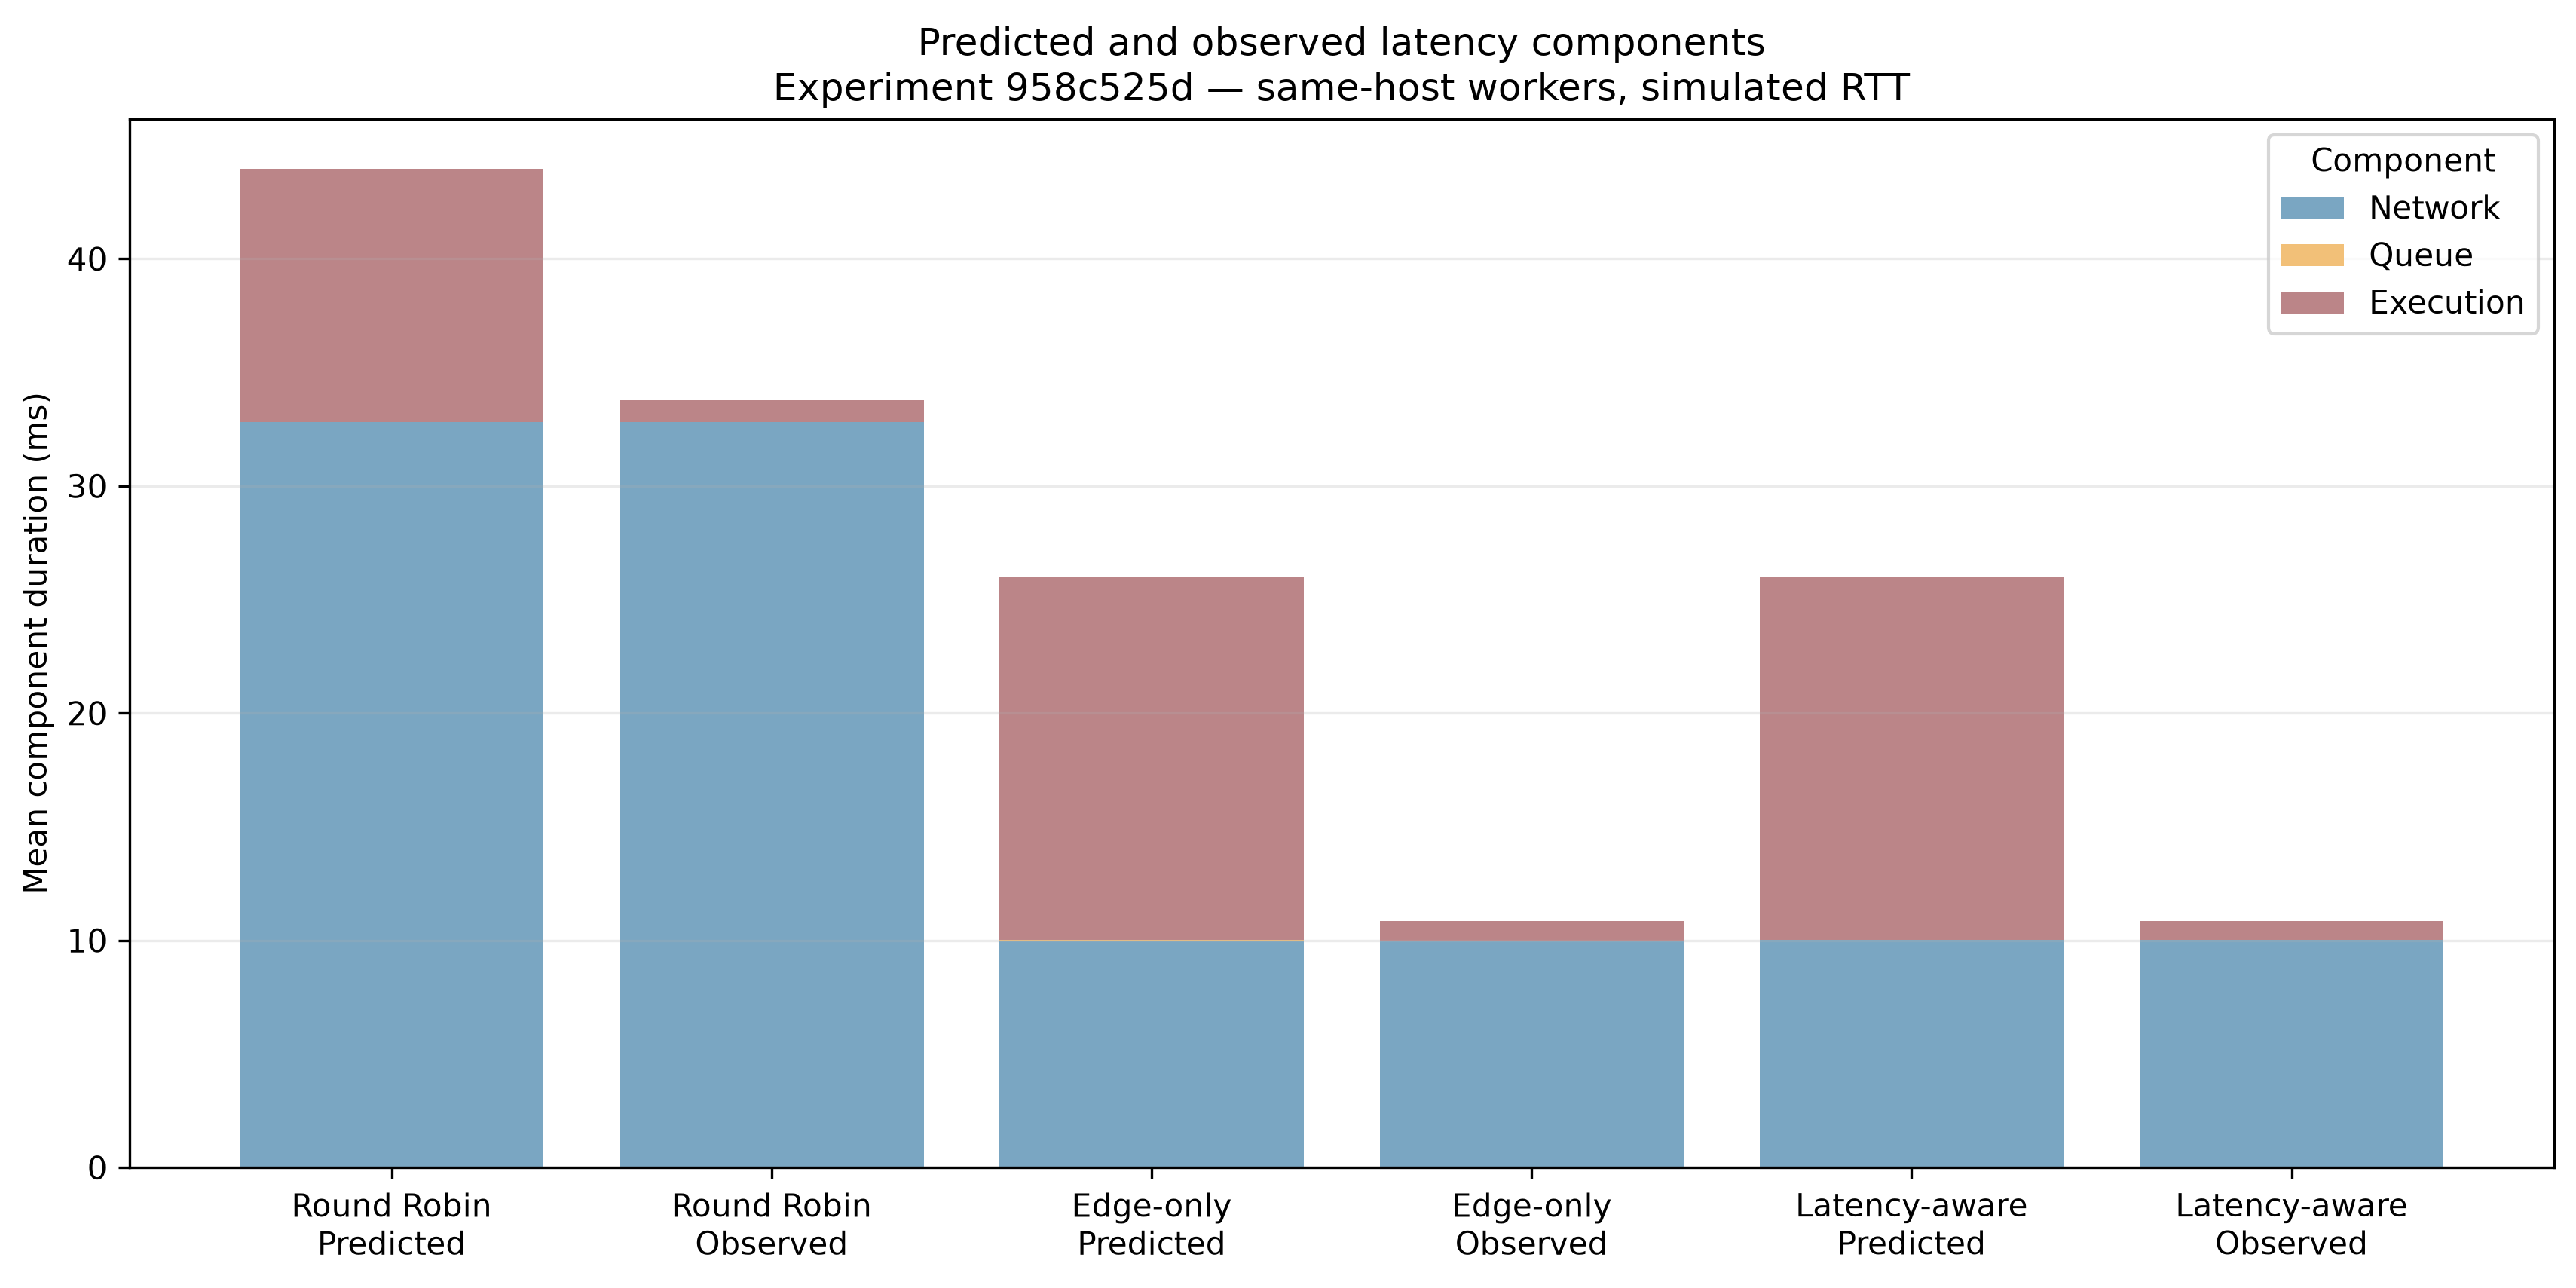 Predicted and observed latency components
Experiment 958c525d — same-host workers, simulated RTT
Mean component duration (ms)
40
30
20
10
0
Component
Network
Queue
Execution
Round Robin
Predicted
Round Robin
Observed
Edge-only
Predicted
Edge-only
Observed
Latency-aware
Predicted
Latency-aware
Observed